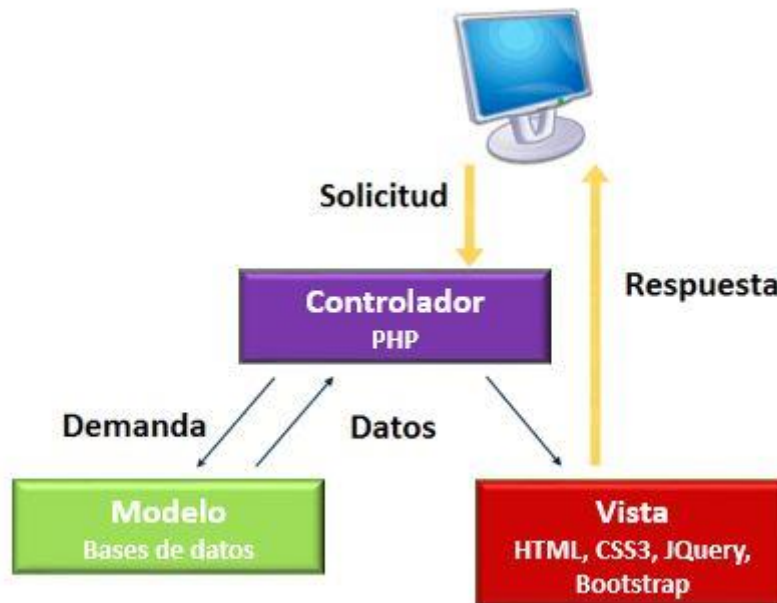 Solicitud
Respuesta
Controlador
PHP
Demanda
Datos
Modelo
Bases de datos
Vista
HTML, CSS3, JQuery,
Bootstrap